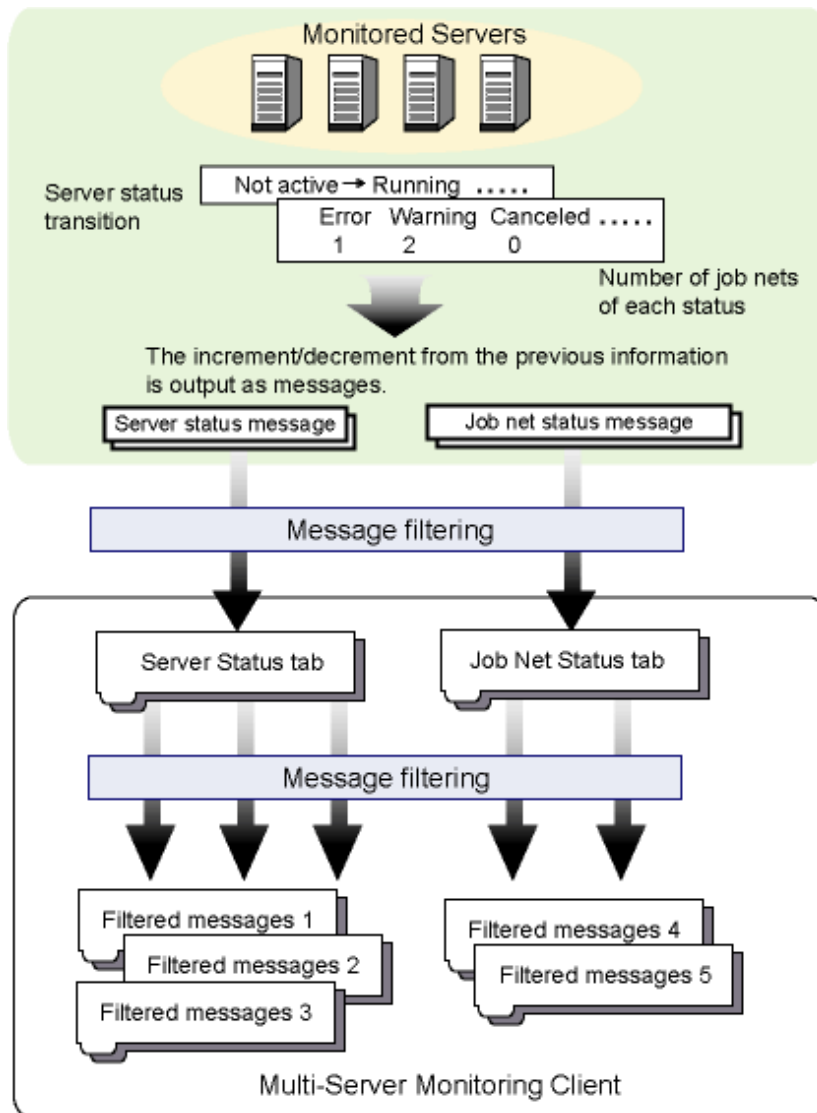 Monitored Servers
Server status
transition
Not active → Running .....
Error Warning Canceled .....
1 2 0
Number of job nets
of each status
The increment/decrement from the previous information
is output as messages.
Server status message
Job net status message
Message filtering
Server Status tab
Job Net Status tab
Message filtering
Filtered messages 1
Filtered messages 2
Filtered messages 3
Filtered messages 4
Filtered messages 5
Multi-Server Monitoring Client